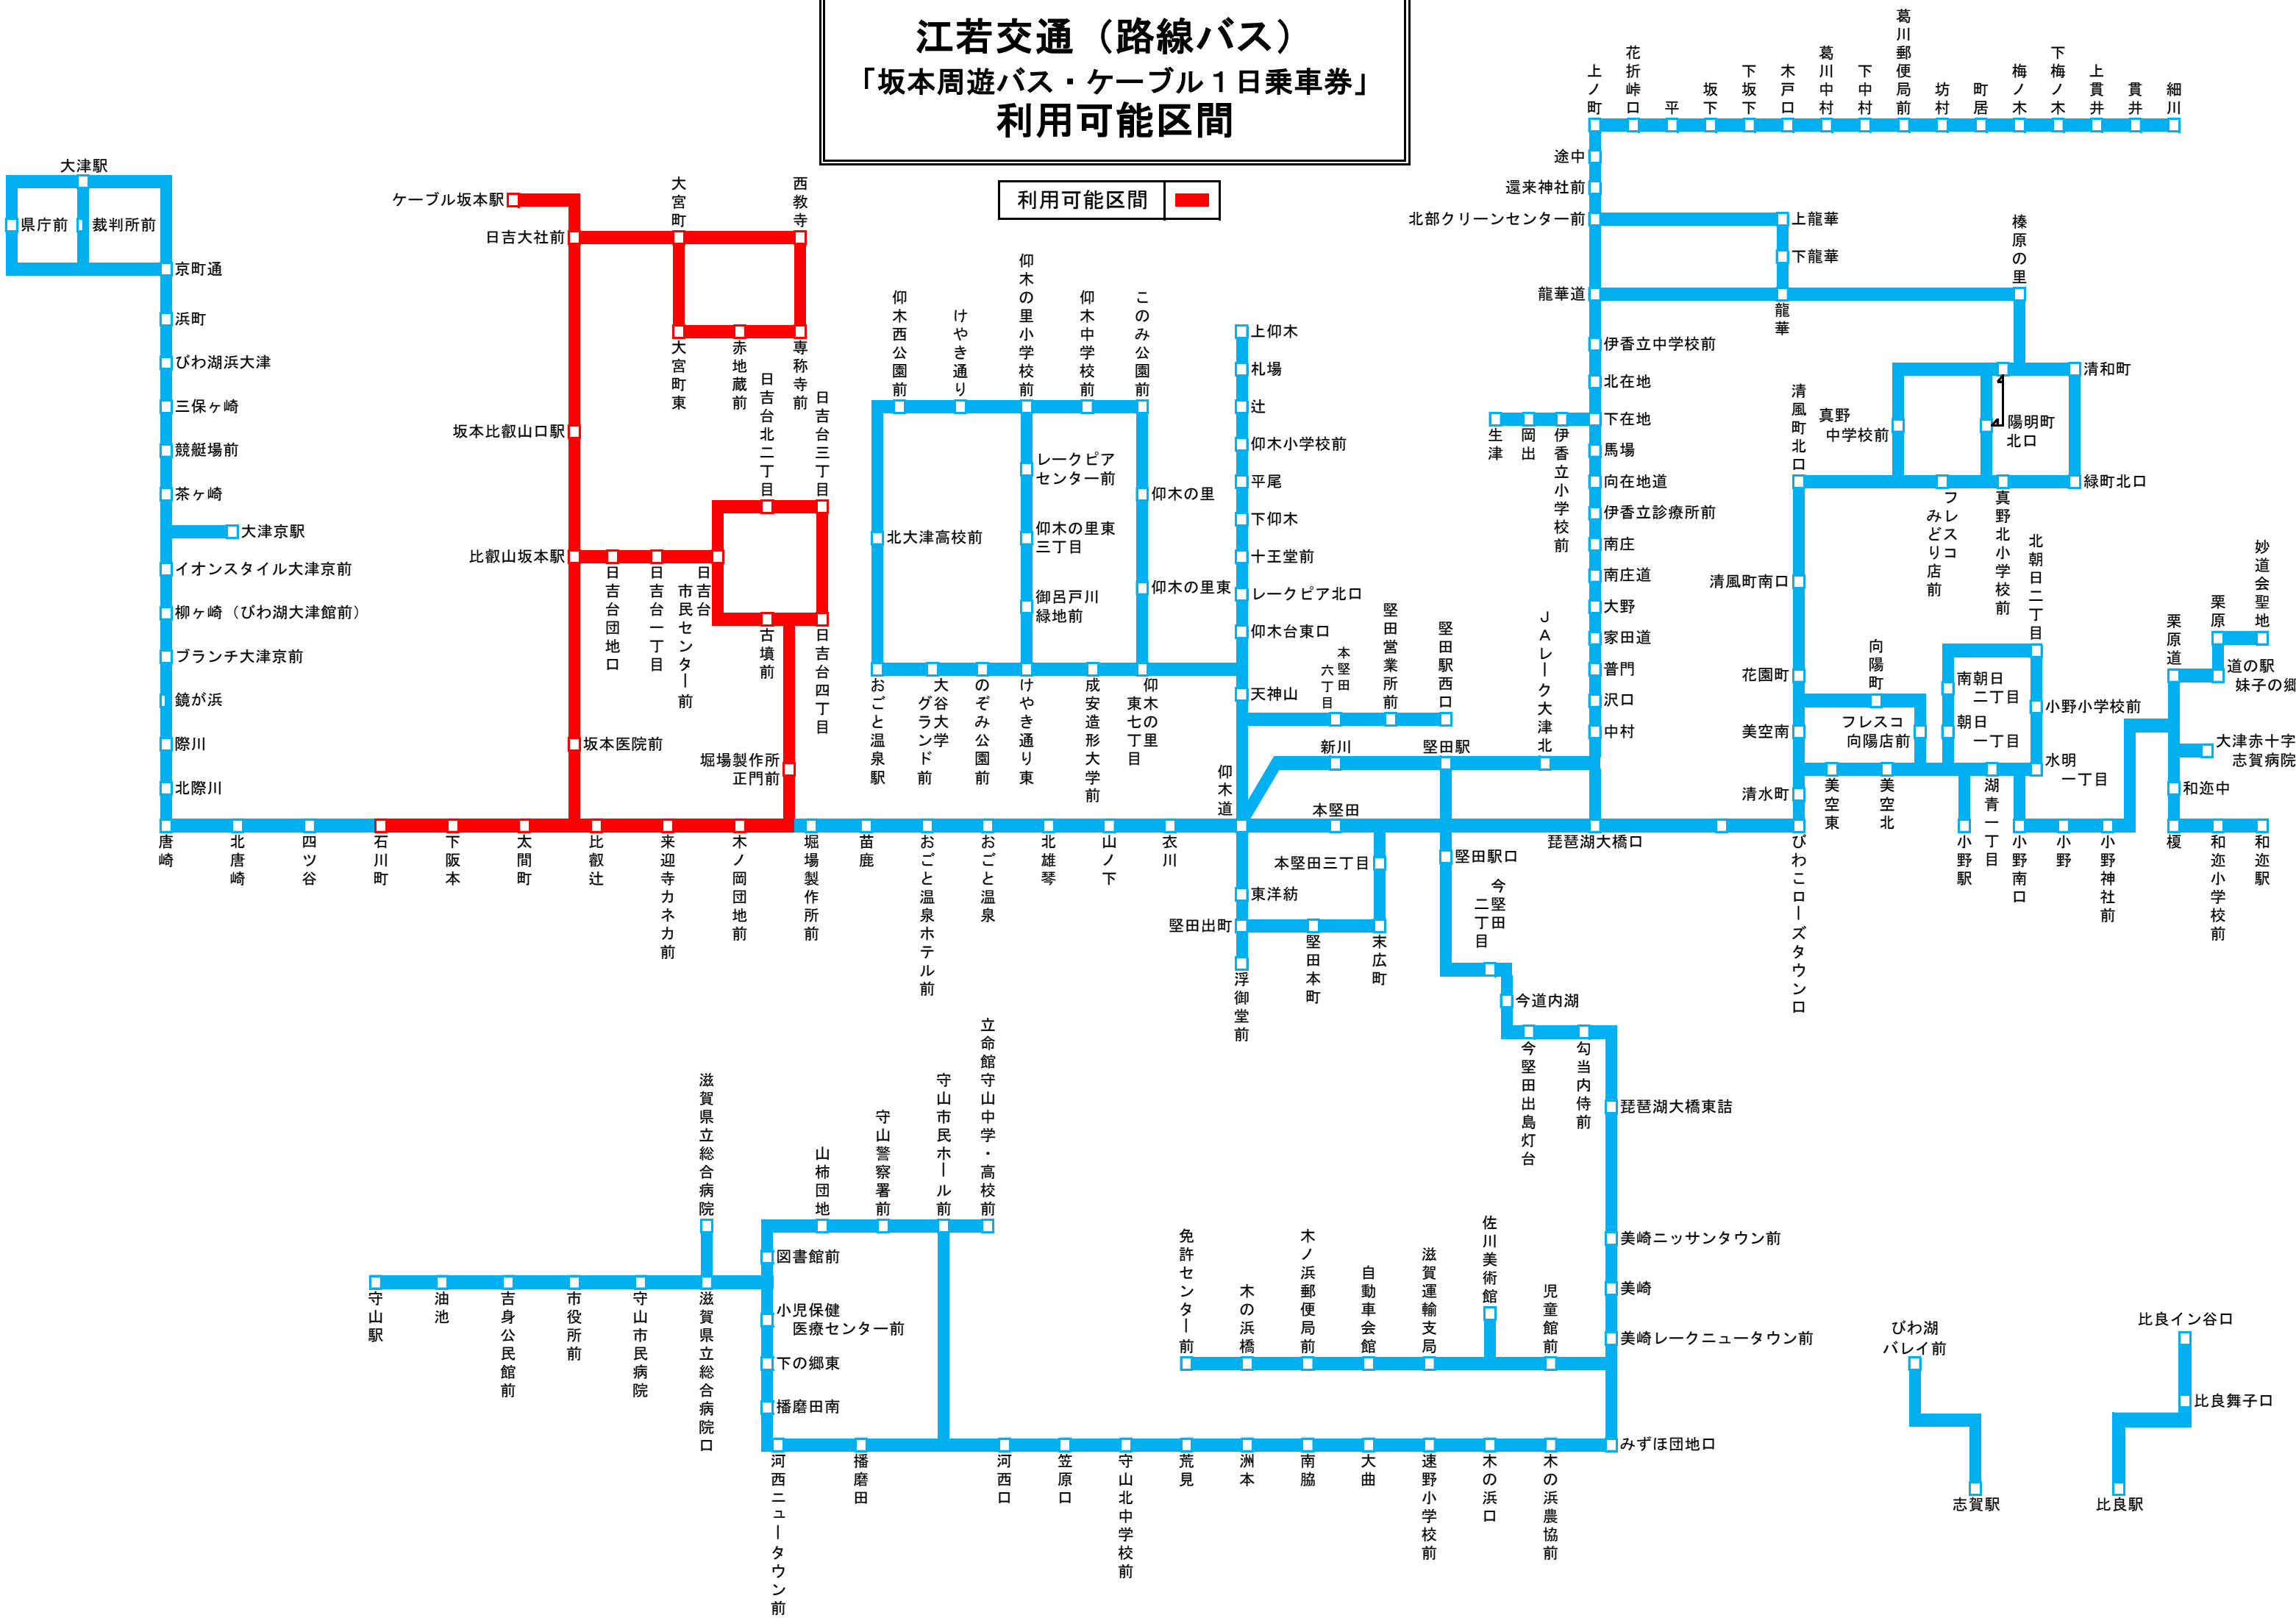 江若交通（路線バス）
「坂本周遊バス・ケーブル１日乗車券」
利用可能区間
利用可能区間
大津駅
県庁前
裁判所前
京町通
浜町
びわ湖浜大津
三保ヶ崎
競艇場前
茶ヶ崎
大津京駅
イオンスタイル大津京前
柳ヶ崎（びわ湖大津館前）
ブランチ大津京前
鏡が浜
際川
北際川
唐崎
北唐崎
四ツ谷
石川町
下阪本
太間町
比叡辻
来迎寺カネカ前
木ノ岡団地前
堀場製作所前
苗鹿
おごと温泉ホテル前
おごと温泉
北雄琴
山ノ下
衣川
仰木道
本堅田
琵琶湖大橋口
びわこローズタウン口
ケーブル坂本駅
日吉大社前
大宮町
西教寺
大宮町東
赤地蔵前
専称寺前
坂本比叡山口駅
比叡山坂本駅
日吉台団地口
日吉台一丁目
日吉台
市民センター前
日吉台北二丁目
日吉台三丁目
古墳前
日吉台四丁目
坂本医院前
堀場製作所
正門前
仰木西公園前
けやき通り
仰木の里小学校前
仰木中学校前
このみ公園前
北大津高校前
レークピア
センター前
仰木の里東
三丁目
御呂戸川
緑地前
仰木の里
仰木の里東
おごと温泉駅
大谷大学
グランド前
のぞみ公園前
けやき通り東
成安造形大学前
仰木の里
東七丁目
上仰木
札場
辻
仰木小学校前
平尾
下仰木
十王堂前
レークピア北口
仰木台東口
天神山
本堅田
六丁目
堅田営業所前
堅田駅西口
新川
堅田駅
ＪＡレーク大津北
本堅田三丁目
東洋紡
堅田出町
浮御堂前
堅田本町
末広町
堅田駅口
今堅田
二丁目
今道内湖
今堅田出島灯台
勾当内侍前
琵琶湖大橋東詰
美崎ニッサンタウン前
美崎
美崎レークニュータウン前
みずほ団地口
上ノ町
花折峠口
平
坂下
下坂下
木戸口
葛川中村
下中村
葛川郵便局前
坊村
町居
梅ノ木
下梅ノ木
上貫井
貫井
細川
途中
還来神社前
北部クリーンセンター前
上龍華
下龍華
龍華道
龍華
榛原の里
伊香立中学校前
北在地
下在地
生津
岡出
伊香立小学校前
馬場
向在地道
伊香立診療所前
南庄
南庄道
大野
家田道
普門
沢口
中村
清和町
真野
中学校前
陽明町
北口
緑町北口
清風町北口
フレスコ
みどり店前
真野北小学校前
清風町南口
花園町
向陽町
フレスコ
向陽店前
美空南
清水町
美空東
美空北
北朝日二丁目
南朝日
二丁目
朝日
一丁目
小野小学校前
水明
一丁目
小野駅
湖青一丁目
小野南口
小野
小野神社前
栗原道
栗原
妙道会聖地
道の駅
妹子の郷
大津赤十字
志賀病院
和迩中
榎
和迩小学校前
和迩駅
滋賀県立総合病院
山柿団地
守山警察署前
守山市民ホール前
立命館守山中学・高校前
図書館前
守山駅
油池
吉身公民館前
市役所前
守山市民病院
滋賀県立総合病院口
小児保健
医療センター前
下の郷東
播磨田南
河西ニュータウン前
播磨田
河西口
笠原口
守山北中学校前
荒見
洲本
南脇
大曲
速野小学校前
木の浜口
木の浜農協前
免許センター前
木の浜橋
木ノ浜郵便局前
自動車会館
滋賀運輸支局
佐川美術館
児童館前
びわ湖
バレイ前
志賀駅
比良イン谷口
比良舞子口
比良駅